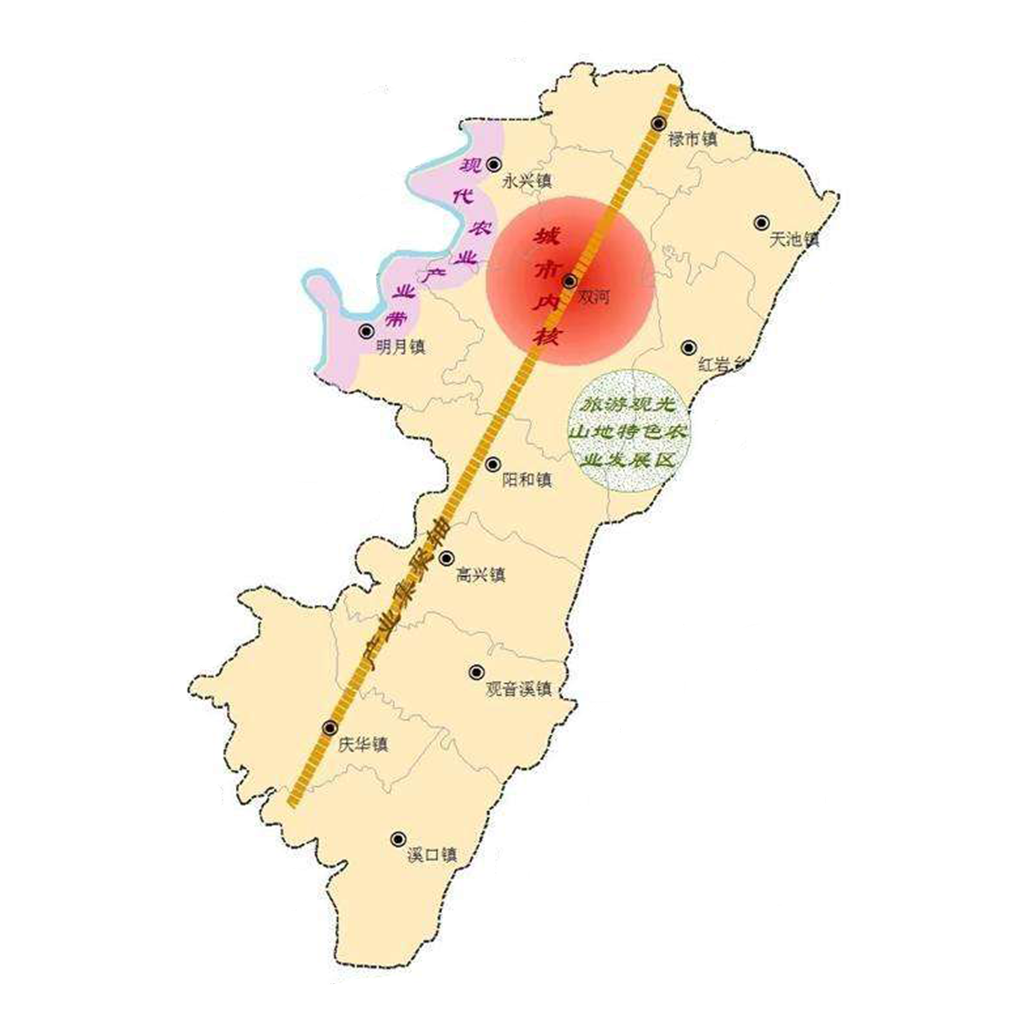 禄市镇
永兴镇
天池镇
现代农业产业带
城市内核
双河
明月镇
红岩乡
旅游观光
山地特色农
业发展区
阳和镇
产业集聚轴
高兴镇
观音溪镇
庆华镇
溪口镇